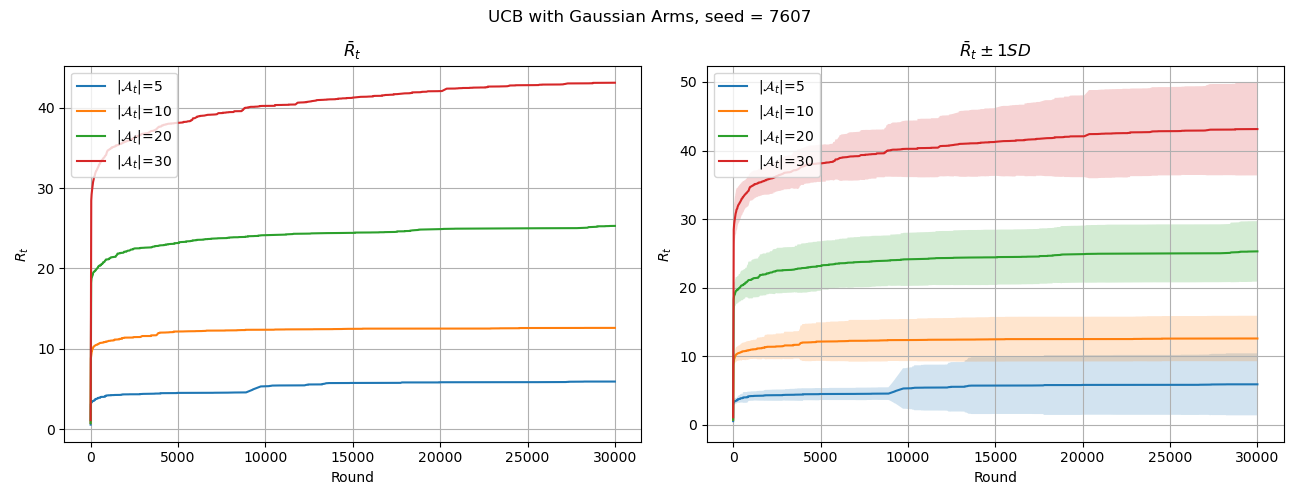 UCB with Gaussian Arms, seed = 7607
R̄ₜ
R̄ₜ ± 1SD
|𝒜ₜ|=5
|𝒜ₜ|=10
|𝒜ₜ|=20
|𝒜ₜ|=30
|𝒜ₜ|=5
|𝒜ₜ|=10
|𝒜ₜ|=20
|𝒜ₜ|=30
Rₜ
40
30
20
10
0
0 5000 10000 15000 20000 25000 30000
Round
Rₜ
50
40
30
20
10
0
0 5000 10000 15000 20000 25000 30000
Round